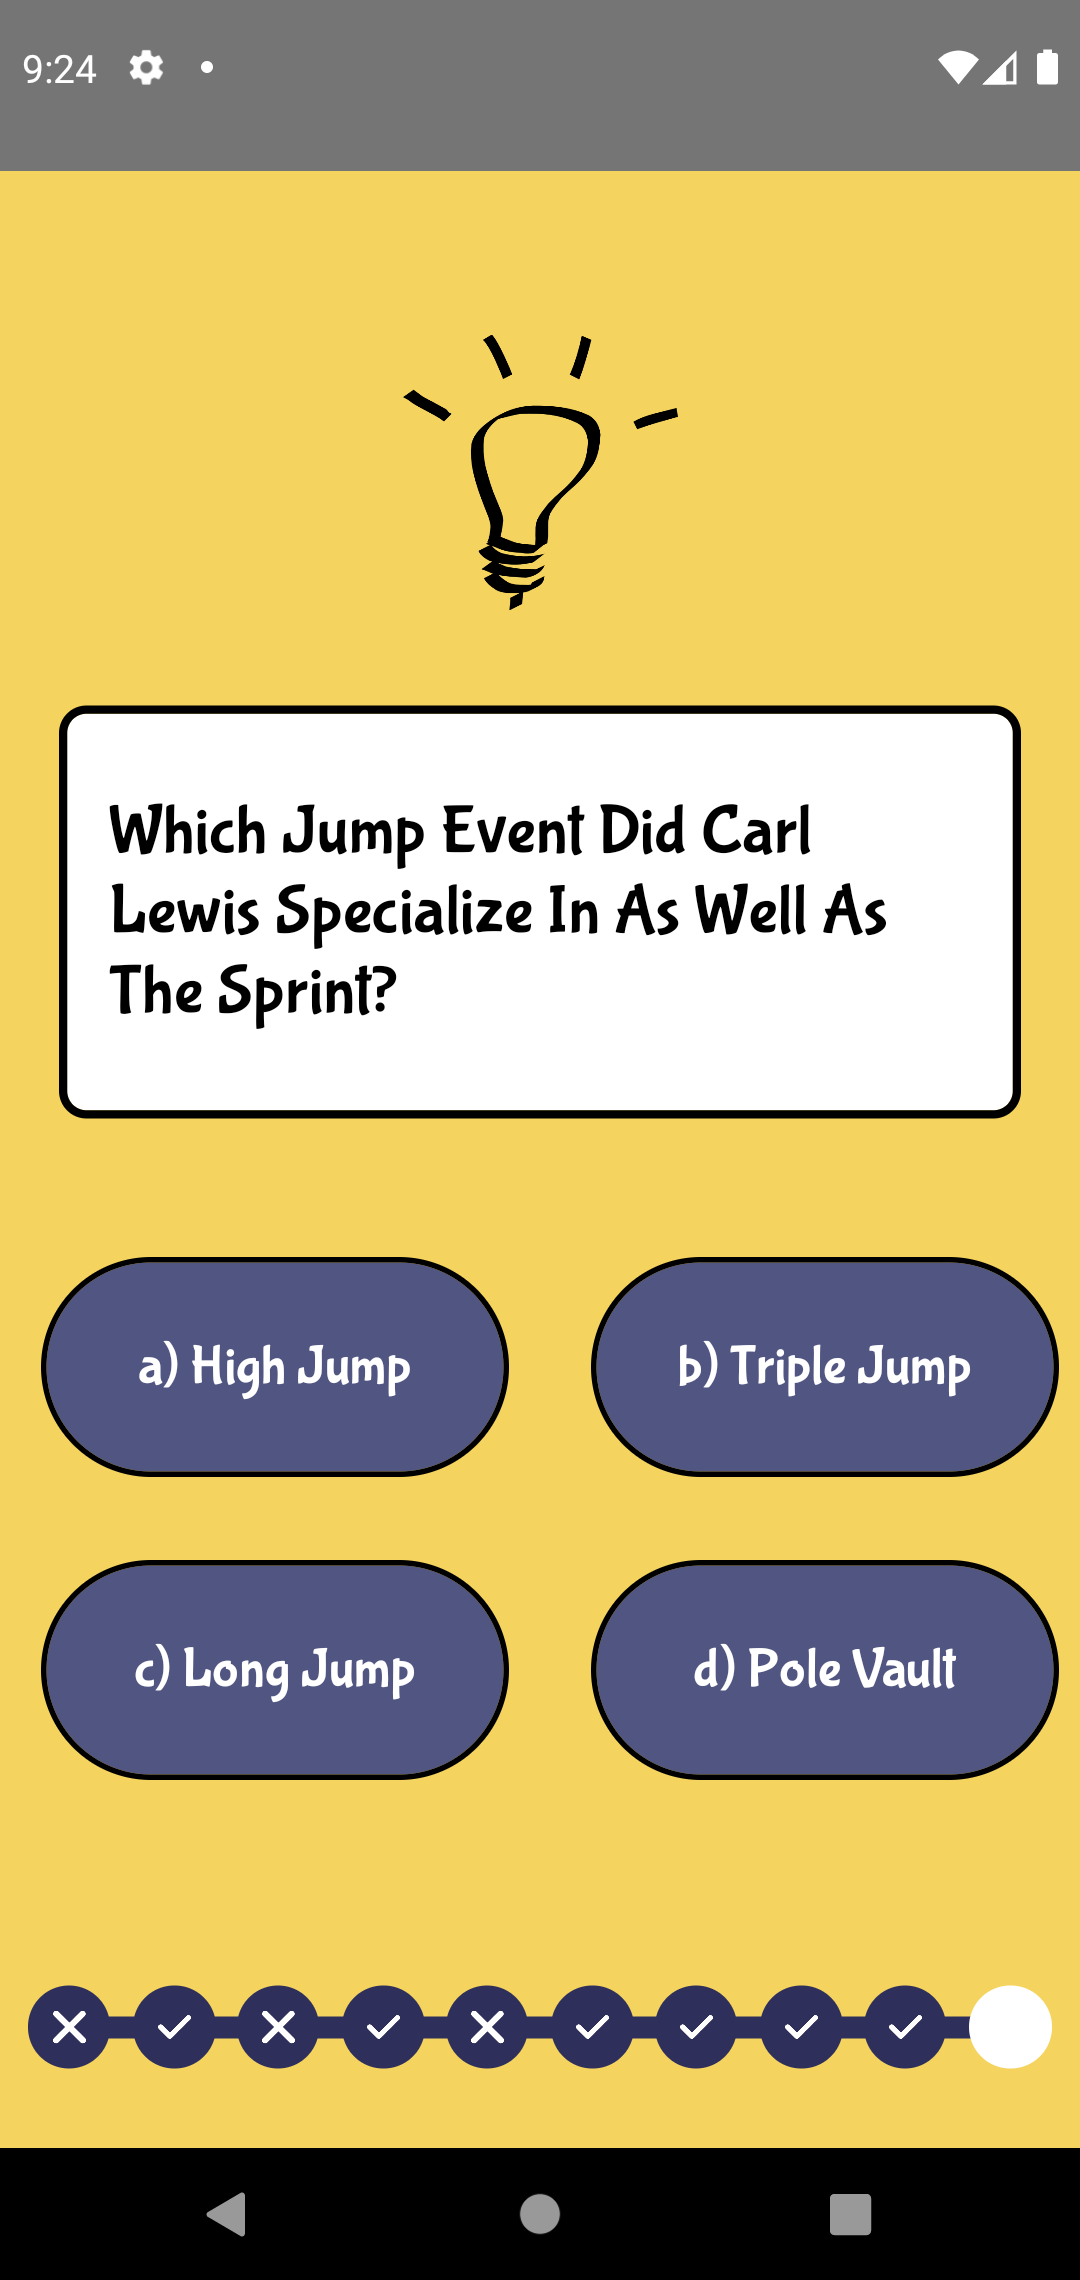 9:24
Which Jump Event Did Carl
Lewis Specialize In As Well As
The Sprint?
a) High Jump
b) Triple Jump
c) Long Jump
d) Pole Vault